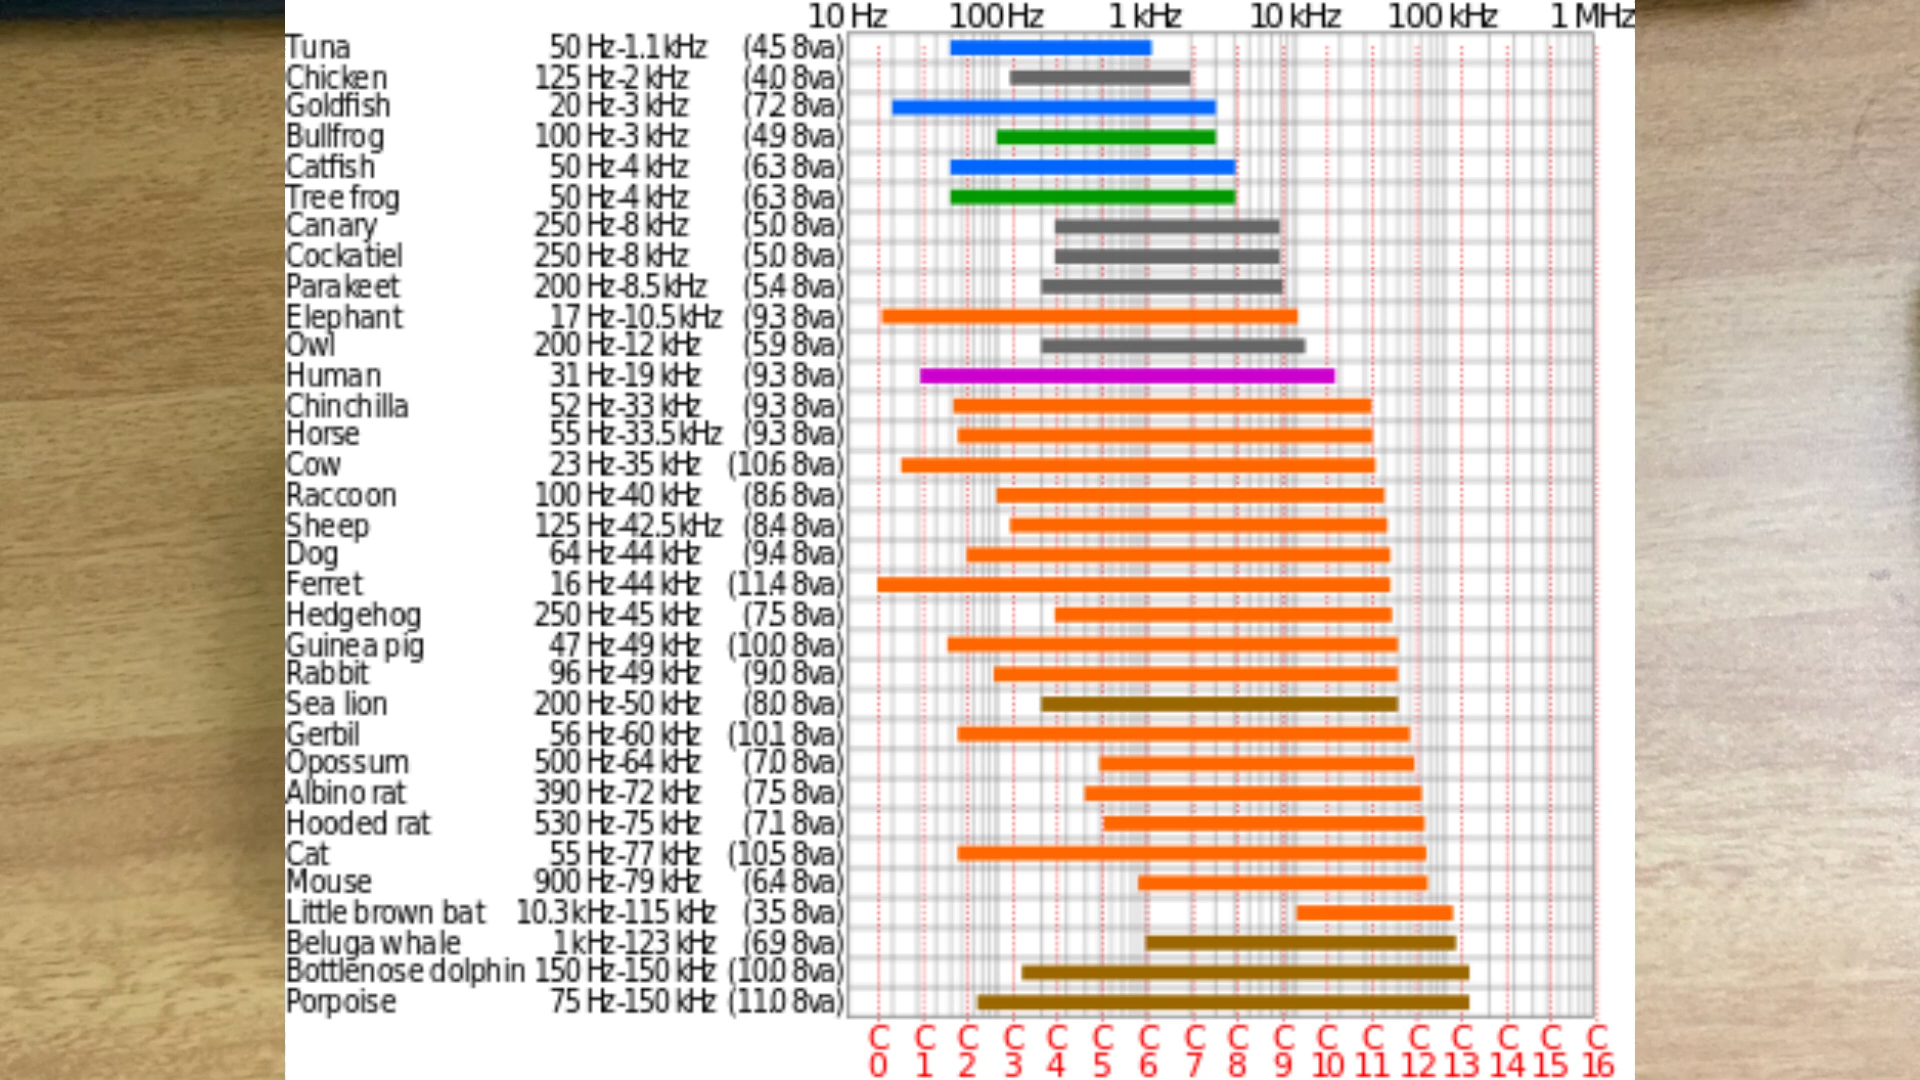 10 Hz 100 Hz 1 kHz 10 kHz 100 kHz 1 MHz
Tuna 50 Hz-1.1 kHz (4.5 8va)
Chicken 125 Hz-2 kHz (4.0 8va)
Goldfish 20 Hz-3 kHz (7.2 8va)
Bullfrog 100 Hz-3 kHz (4.9 8va)
Catfish 50 Hz-4 kHz (6.3 8va)
Tree frog 50 Hz-4 kHz (6.3 8va)
Canary 250 Hz-8 kHz (5.0 8va)
Cockatiel 250 Hz-8 kHz (5.0 8va)
Parakeet 200 Hz-8.5 kHz (5.4 8va)
Elephant 17 Hz-10.5 kHz (9.3 8va)
Owl 200 Hz-12 kHz (5.9 8va)
Human 31 Hz-19 kHz (9.3 8va)
Chinchilla 52 Hz-33 kHz (9.3 8va)
Horse 55 Hz-33.5 kHz (9.3 8va)
Cow 23 Hz-35 kHz (10.6 8va)
Raccoon 100 Hz-40 kHz (8.6 8va)
Sheep 125 Hz-42.5 kHz (8.4 8va)
Dog 64 Hz-44 kHz (9.4 8va)
Ferret 16 Hz-44 kHz (11.4 8va)
Hedgehog 250 Hz-45 kHz (7.5 8va)
Guinea pig 47 Hz-49 kHz (10.0 8va)
Rabbit 96 Hz-49 kHz (9.0 8va)
Sea lion 200 Hz-50 kHz (8.0 8va)
Gerbil 56 Hz-60 kHz (10.1 8va)
Opossum 500 Hz-64 kHz (7.0 8va)
Albino rat 390 Hz-72 kHz (7.5 8va)
Hooded rat 530 Hz-75 kHz (7.1 8va)
Cat 55 Hz-77 kHz (10.5 8va)
Mouse 900 Hz-79 kHz (6.4 8va)
Little brown bat 10.3 kHz-115 kHz (3.5 8va)
Beluga whale 1 kHz-123 kHz (6.9 8va)
Bottlenose dolphin 150 Hz-150 kHz (10.0 8va)
Porpoise 75 Hz-150 kHz (11.0 8va)
C C C C C C C C C C C C C C C C C
0 1 2 3 4 5 6 7 8 9 10 11 12 13 14 15 16